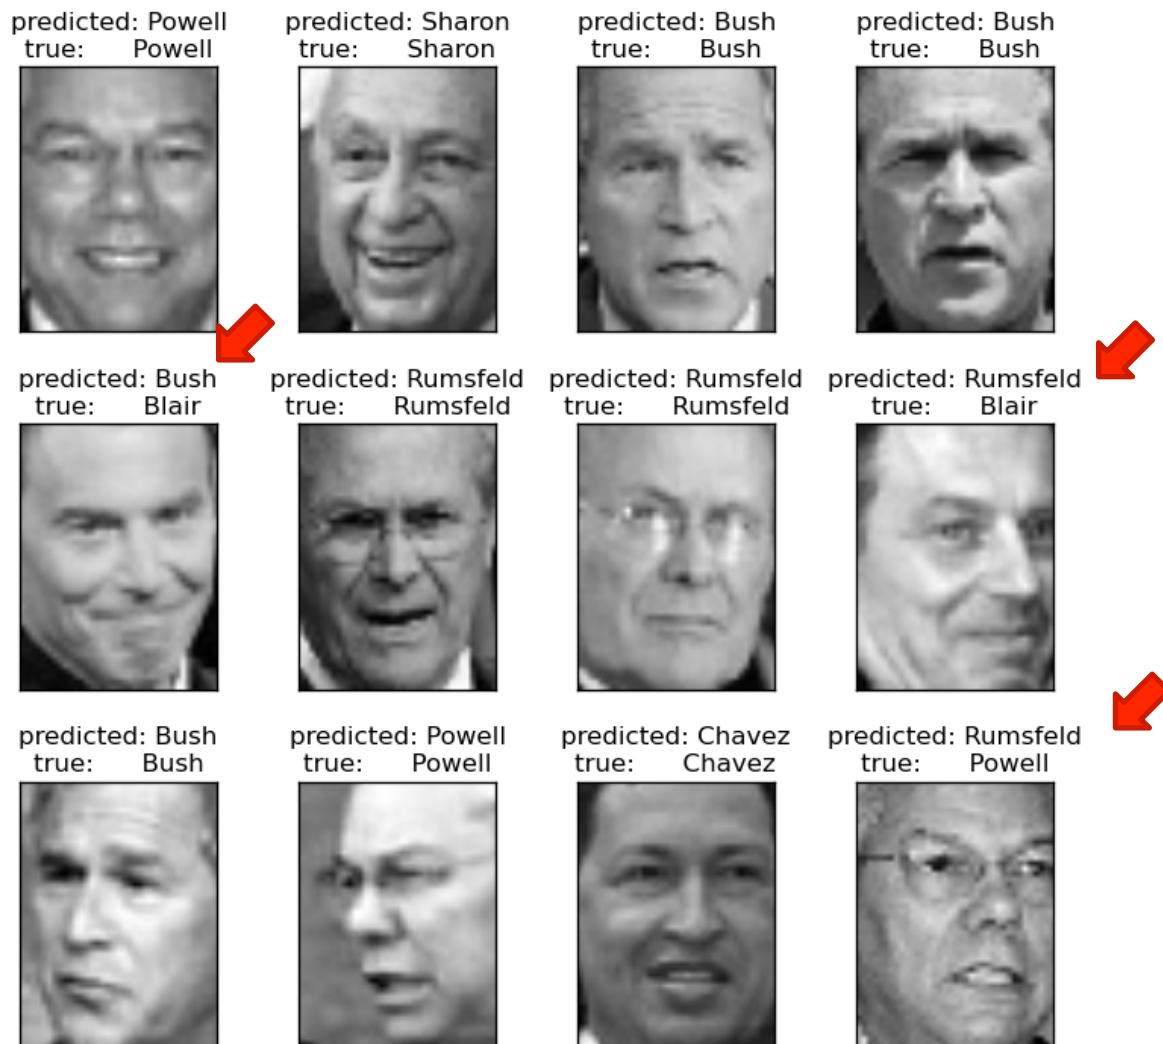 predicted: Powell
true: Powell
predicted: Sharon
true: Sharon
predicted: Bush
true: Bush
predicted: Bush
true: Bush
predicted: Bush
true: Blair
predicted: Rumsfeld
true: Rumsfeld
predicted: Rumsfeld
true: Rumsfeld
predicted: Rumsfeld
true: Blair
predicted: Bush
true: Bush
predicted: Powell
true: Powell
predicted: Chavez
true: Chavez
predicted: Rumsfeld
true: Powell